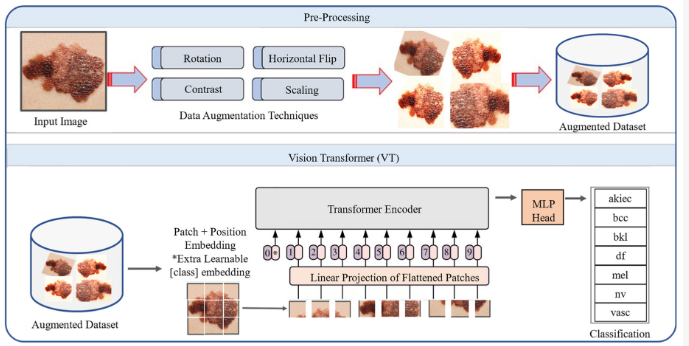 Pre-Processing
Rotation
Horizontal Flip
Contrast
Scaling
Input Image
Data Augmentation Techniques
Augmented Dataset
Vision Transformer (VT)
Transformer Encoder
MLP
Head
akiec
bcc
bkl
df
mel
nv
vasc
Patch + Position
Embedding
*Extra Learnable
[class] embedding
0* 1 2 3 4 5 6 7 8 9
Linear Projection of Flattened Patches
Augmented Dataset
Classification